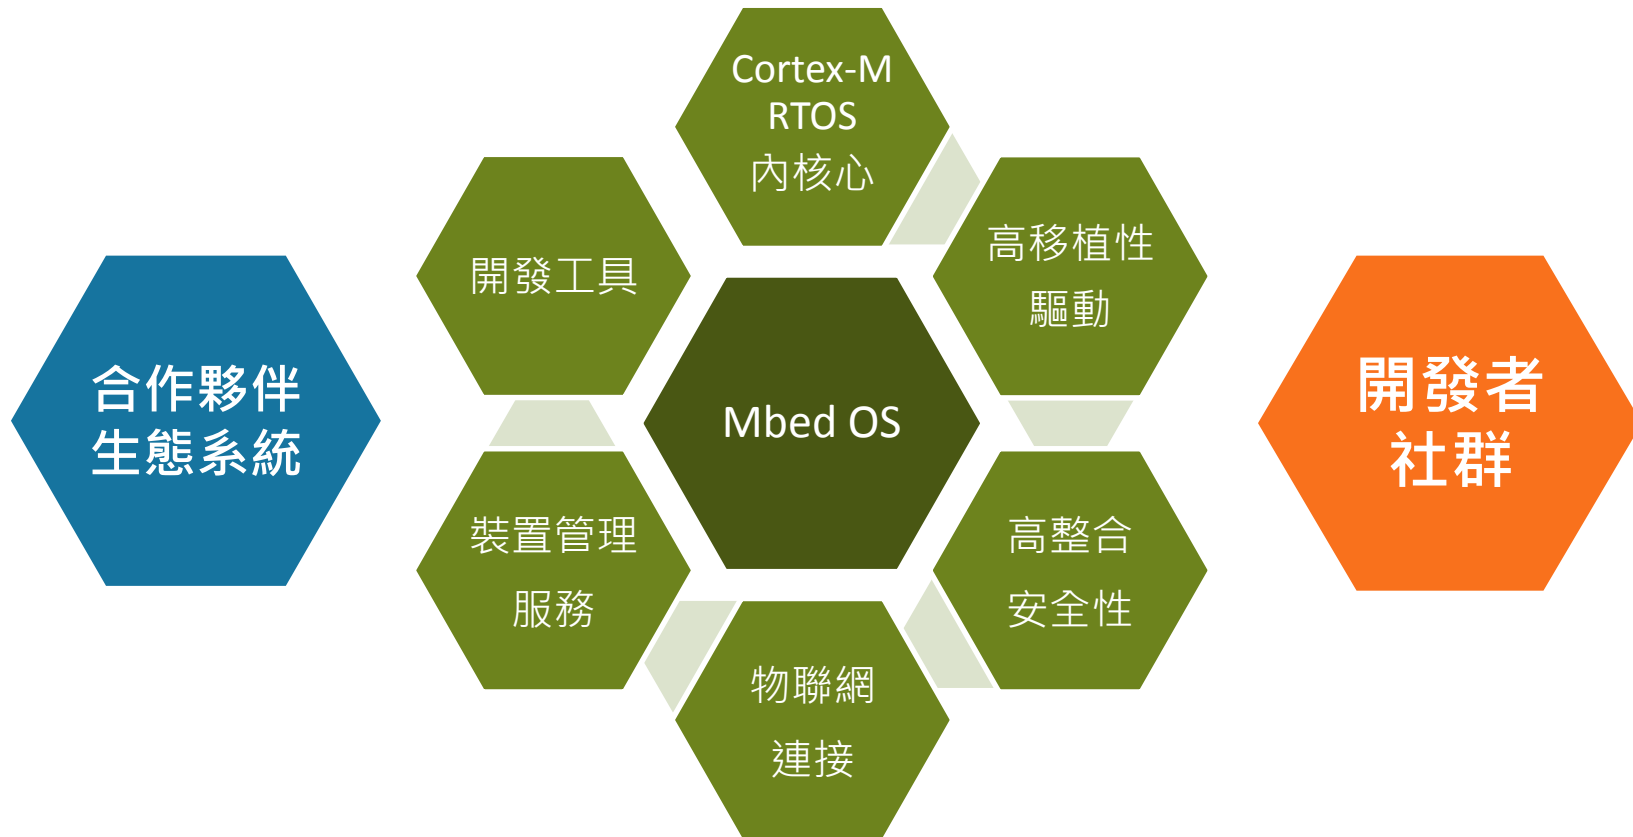 Cortex-M
RTOS
內核心
高移植性
驅動
高整合
安全性
物聯網
連接
裝置管理
服務
開發工具
Mbed OS
合作夥伴
生態系統
開發者
社群